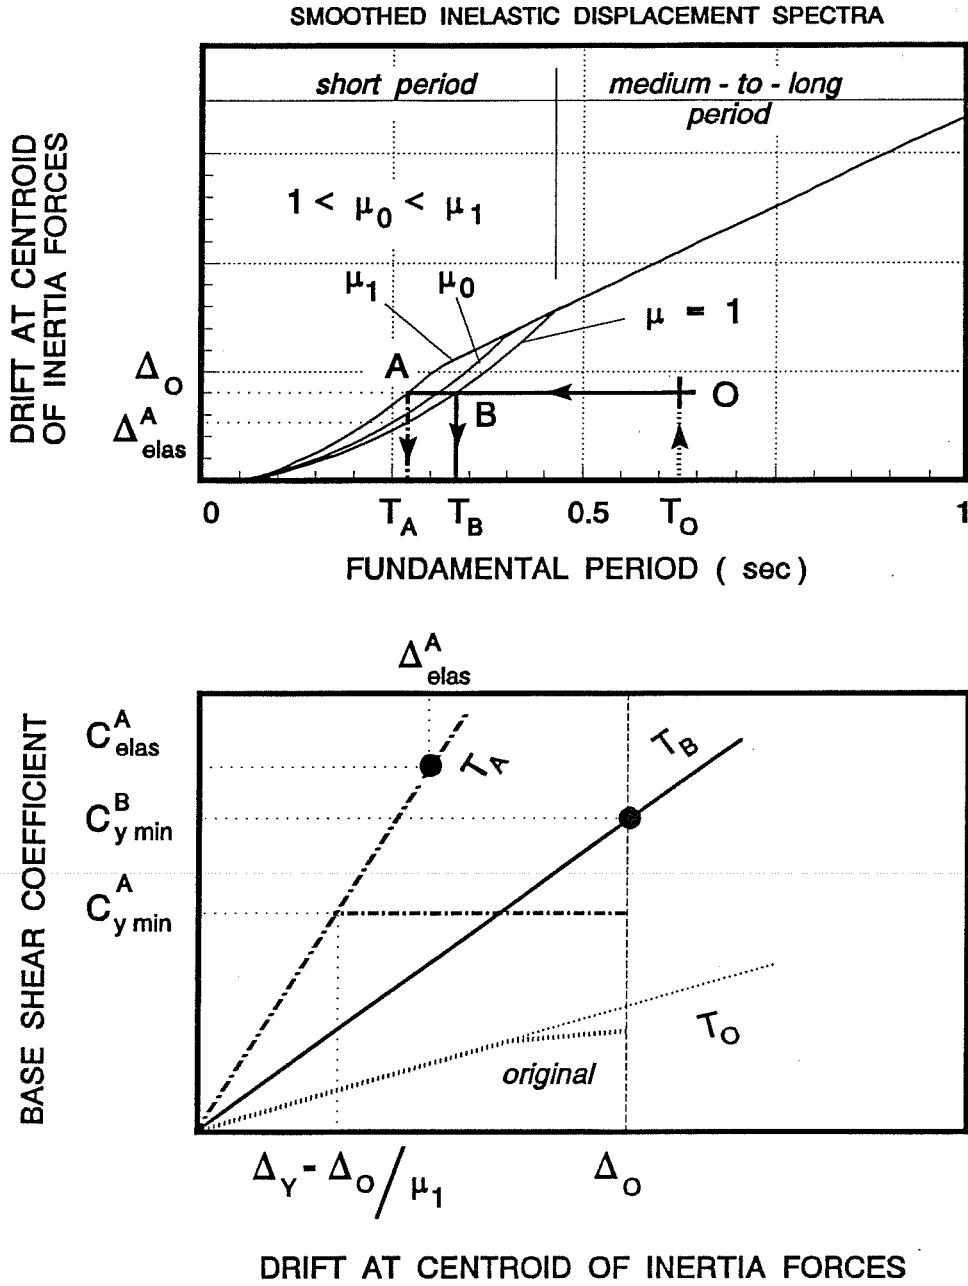 SMOOTHED INELASTIC DISPLACEMENT SPECTRA
short period
medium - to - long
period
DRIFT AT CENTROID
OF INERTIA FORCES
1 < μ0 < μ1
μ1
μ0
μ = 1
ΔO
A
B
O
ΔAelas
0
TA
TB
0.5
TO
1
FUNDAMENTAL PERIOD ( sec )
ΔAelas
BASE SHEAR COEFFICIENT
CAelas
TA
TB
CBy min
CAy min
TO
original
ΔY - ΔO/μ1
ΔO
DRIFT AT CENTROID OF INERTIA FORCES